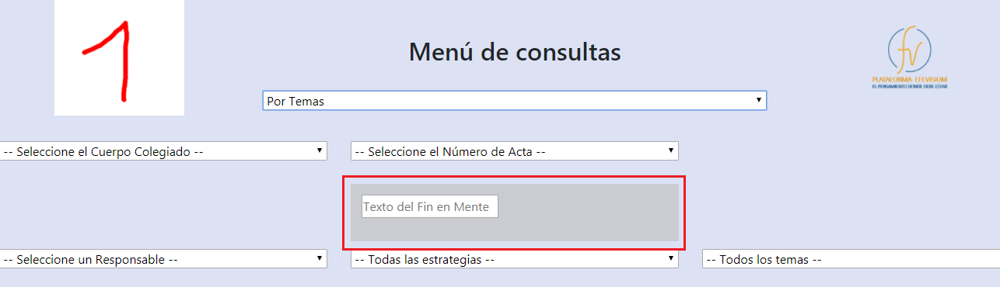 1
Menú de consultas
fv
PLATAFORMA EFEVISIUM
EL PENSAMIENTO DONDE DEBE ESTAR
Por Temas
-- Seleccione el Cuerpo Colegiado --
-- Seleccione el Número de Acta --
Texto del Fin en Mente
-- Seleccione un Responsable --
-- Todas las estrategias --
-- Todos los temas --